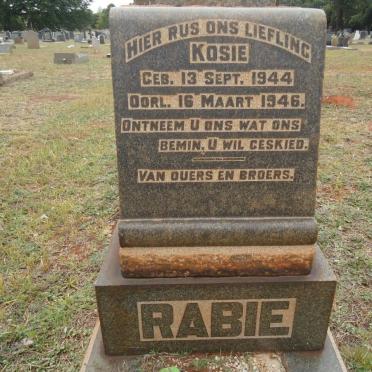 HIER RUS ONS LIEFLING
KOSIE
GEB. 13 SEPT. 1944
OORL. 16 MAART 1946.
ONTNEEM U ONS WAT ONS
BEMIN, U WIL GESKIED.
VAN OUERS EN BROERS.
RABIE